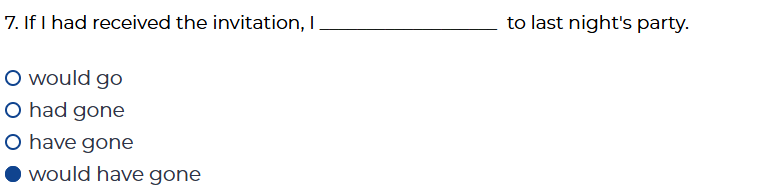 7. If I had received the invitation, I ________________ to last night's party.
would go
had gone
have gone
would have gone